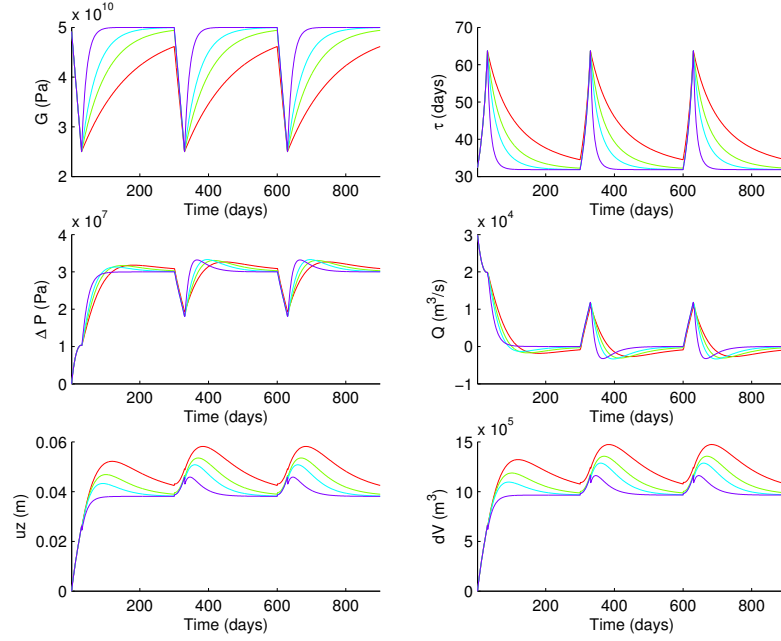 x 10^10
5
4
3
2
G (Pa)
200 400 600 800
Time (days)
70
60
50
40
30
τ (days)
200 400 600 800
Time (days)
x 10^7
4
3
2
1
0
Δ P (Pa)
200 400 600 800
Time (days)
x 10^4
3
2
1
0
−1
Q (m^3/s)
200 400 600 800
Time (days)
0.06
0.04
0.02
0
uz (m)
200 400 600 800
Time (days)
x 10^5
15
10
5
0
dV (m^3)
200 400 600 800
Time (days)